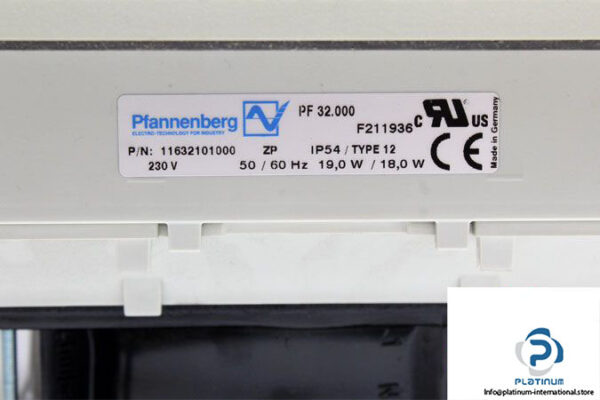 Pfannenberg
ELECTRO-TECHNOLOGY FOR INDUSTRY
PF 32.000
F211936
c RU US
Made in Germany
P/N: 11632101000 ZP IP54 / TYPE 12
230 V 50 / 60 Hz 19,0 W / 18,0 W
CE
PLATINUM
Info@platinum-international.store